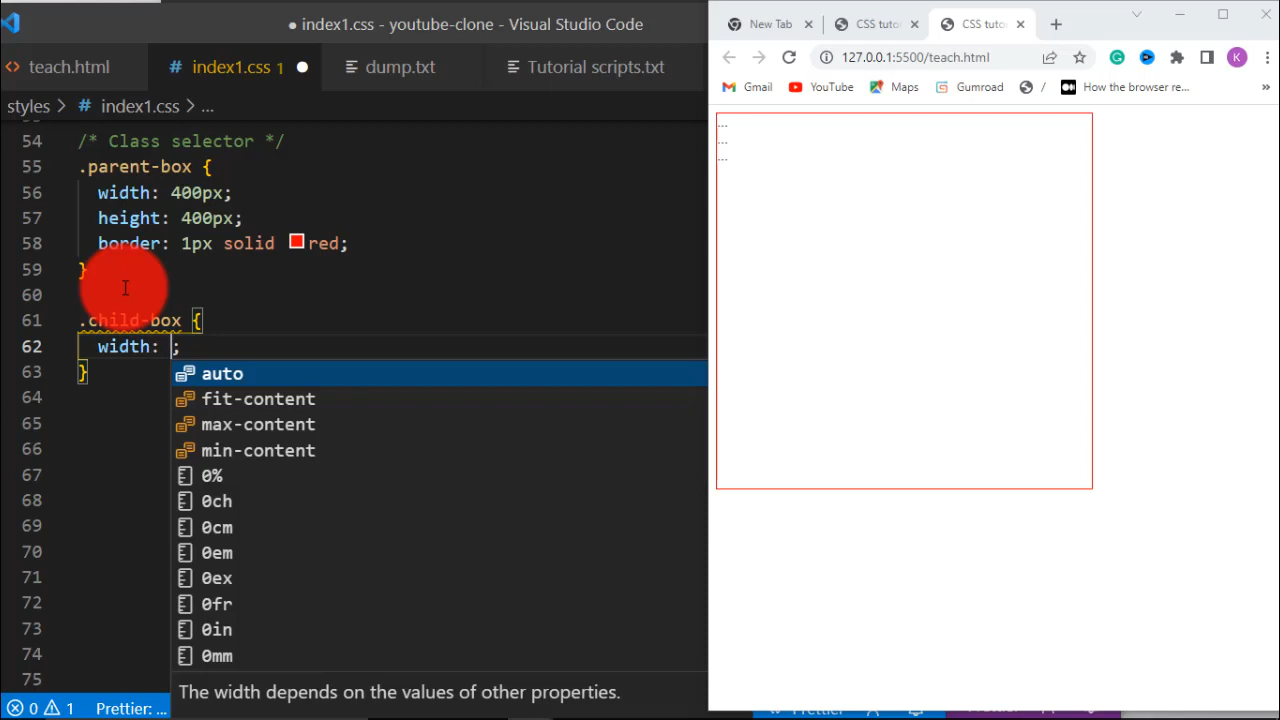 index1.css - youtube-clone - Visual Studio Code
teach.html
# index1.css 1
dump.txt
Tutorial scripts.txt
styles > # index1.css > ...
54 /* Class selector */
55 .parent-box {
56 width: 400px;
57 height: 400px;
58 border: 1px solid red;
59 }
60
61 .child-box {
62 width: ;
63 }
64
65
66
67
68
69
70
71
72
73
74
75
auto
fit-content
max-content
min-content
0%
0ch
0cm
0em
0ex
0fr
0in
0mm
The width depends on the values of other properties.
0 1 Prettier: ...
New Tab
CSS tuto
CSS tuto
127.0.0.1:5500/teach.html
K
Gmail
YouTube
Maps
Gumroad
/
How the browser re...
»
...
...
...